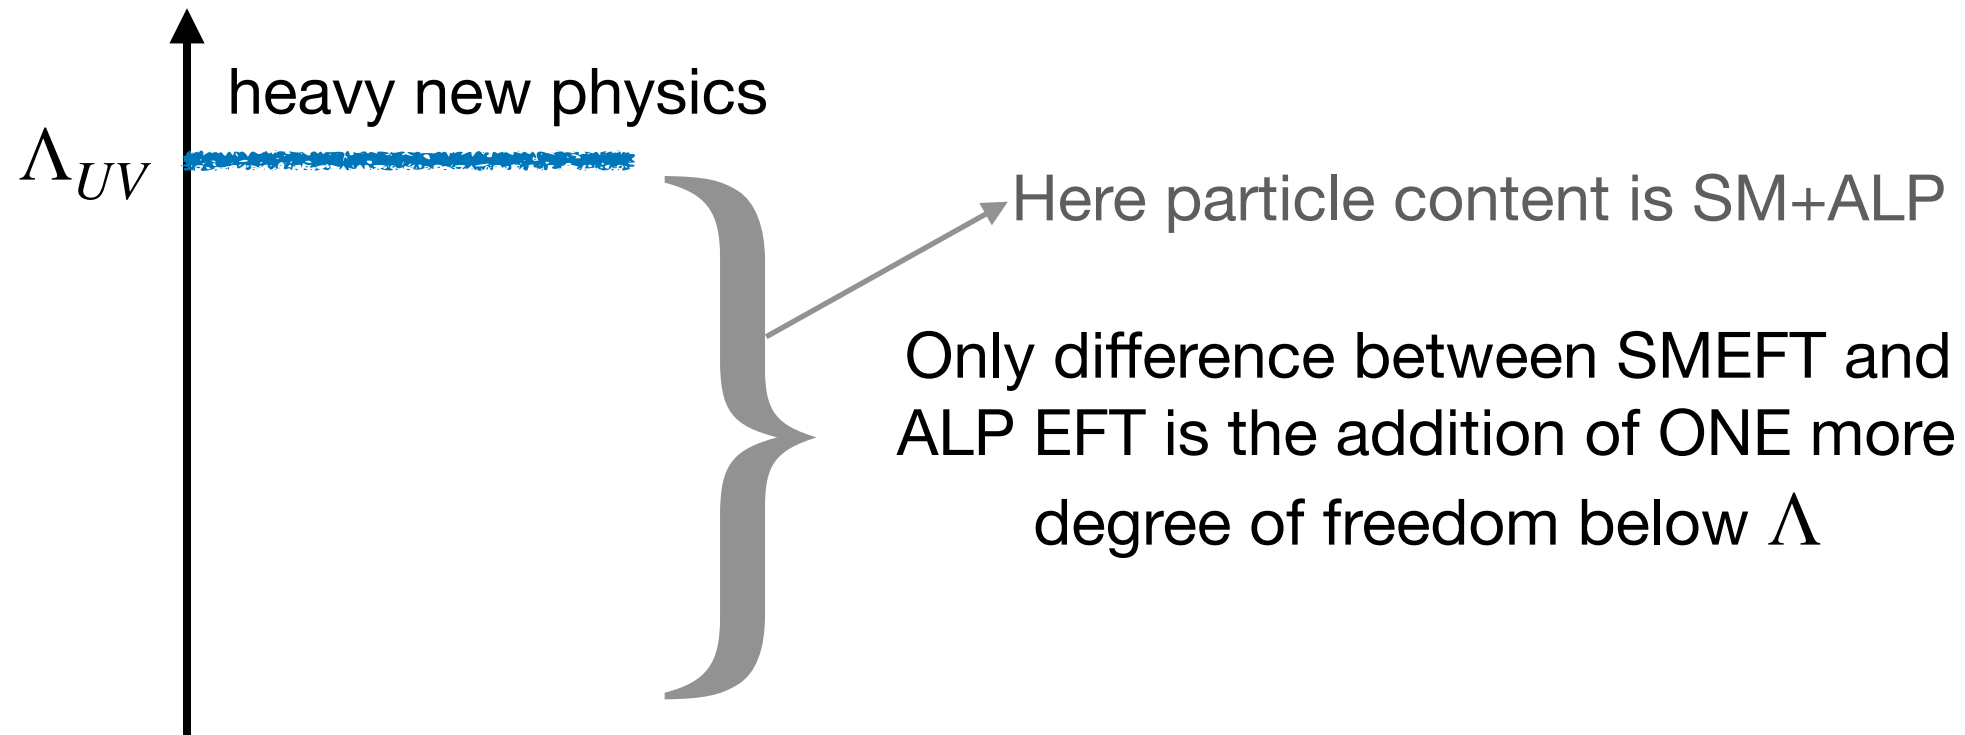 heavy new physics
Λ_UV
Here particle content is SM+ALP
Only difference between SMEFT and
ALP EFT is the addition of ONE more
degree of freedom below Λ